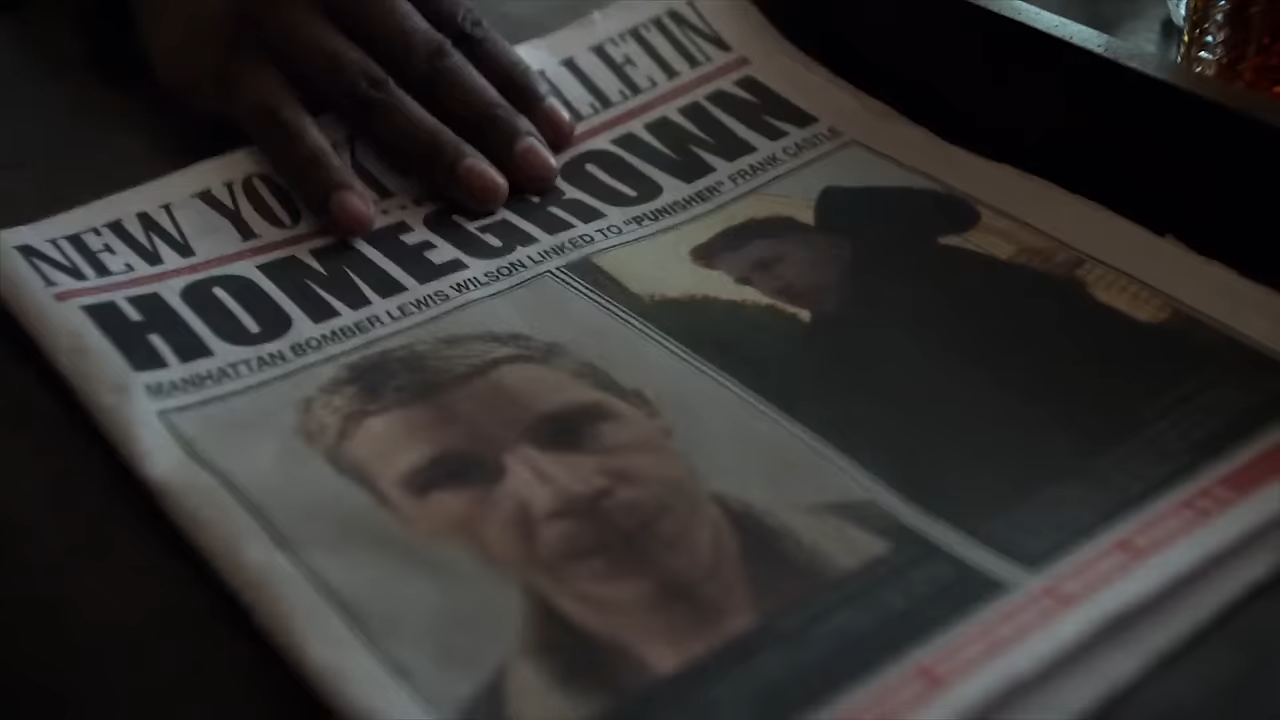 NEW YO LLETIN
HOMEGROWN
MANHATTAN BOMBER LEWIS WILSON LINKED TO "PUNISHER" FRANK CASTLE